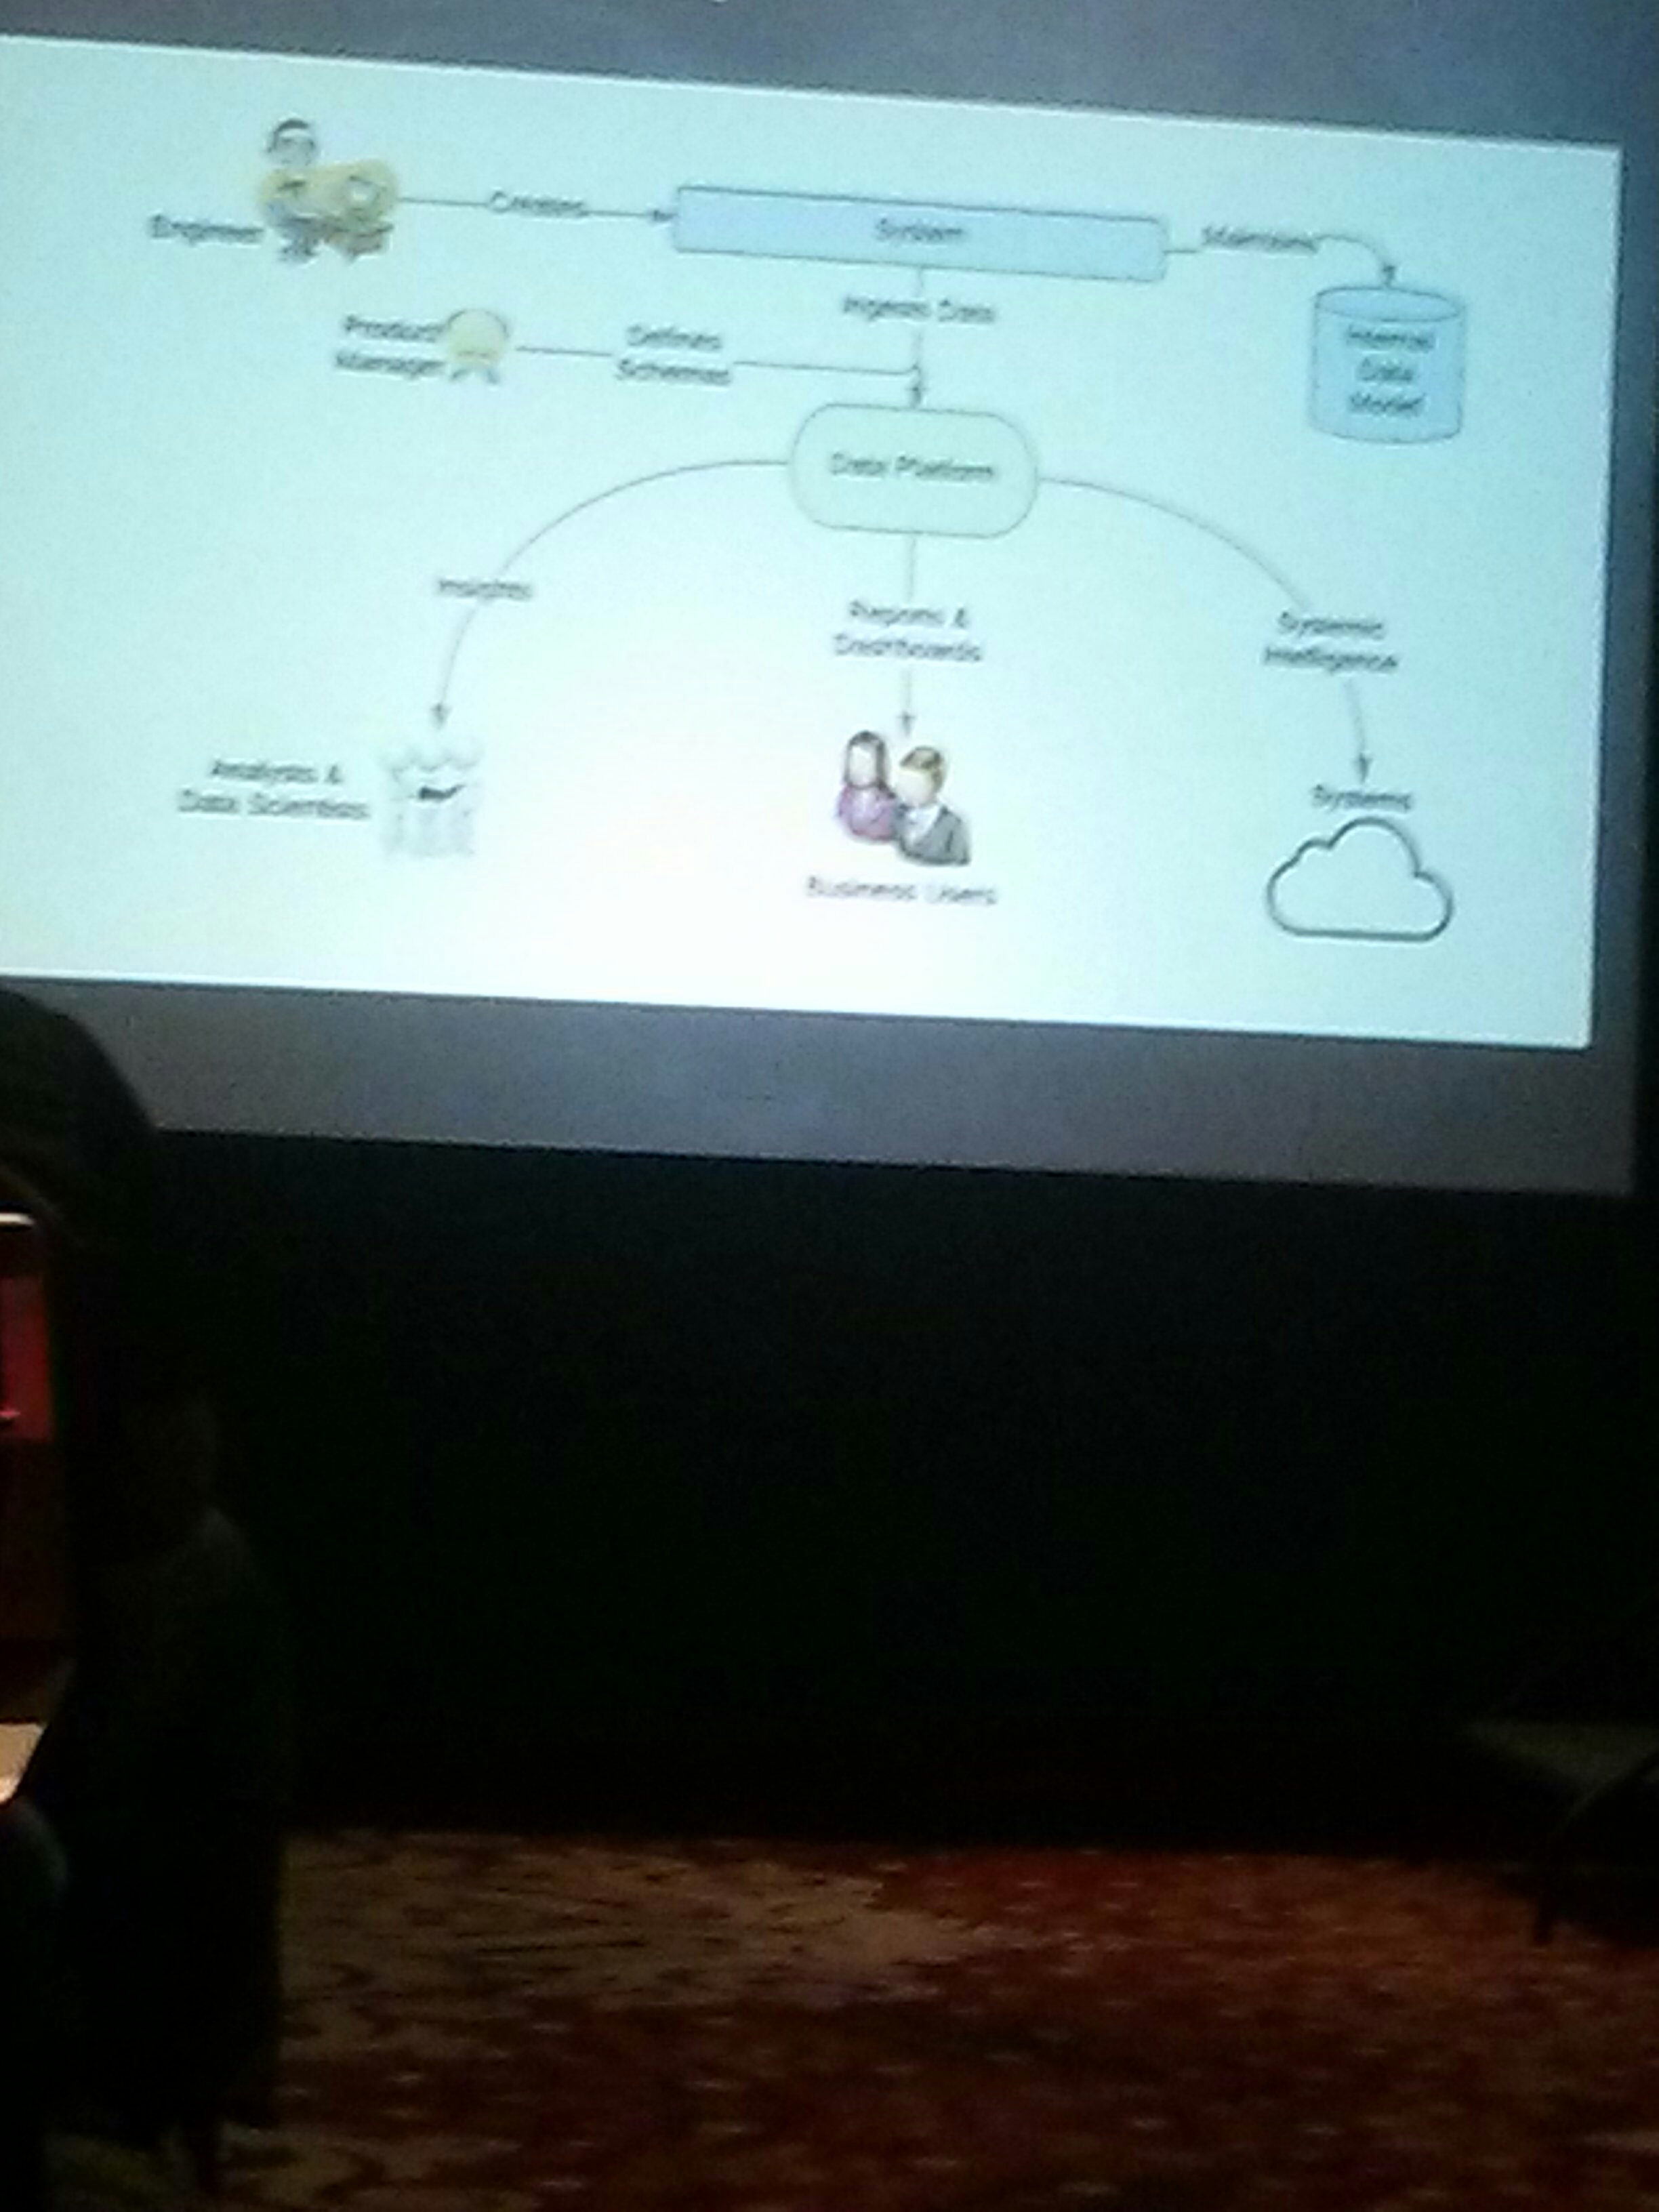 Creates
System
Maintains
Engineer
Ingests Data
Product
Manager
Defines
Schemas
Internal
Data
Model
Data Platform
Insights
Reports &
Dashboards
Systemic
Intelligence
Analysts &
Data Scientists
Systems
Business Users